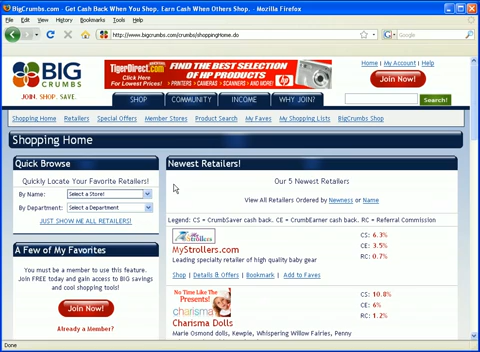 BigCrumbs.com - Get Cash Back When You Shop. Earn Cash When Others Shop. - Mozilla Firefox
File Edit View History Bookmarks Tools Help
http://www.bigcrumbs.com/crumbs/shoppingHome.do
Google
BIG CRUMBS
JOIN. SHOP. SAVE.
TigerDirect.com
Click Here
For Lowest Prices!
FIND THE BEST SELECTION
OF HP PRODUCTS
PRINTERS, CAMERAS, SCANNERS - AND MORE!
hp
Home | My Account | Help
Join Now!
SHOP COMMUNITY INCOME WHY JOIN?
Search!
Shopping Home Retailers Special Offers Member Stores Product Search My Faves My Shopping Lists BigCrumbs Shop
Shopping Home
Quick Browse
Quickly Locate Your Favorite Retailers!
By Name: Select a Store!
By Department: Select a Department
JUST SHOW ME ALL RETAILERS!
A Few of My Favorites
You must be a member to use this feature.
Join FREE today and gain access to BIG savings
and cool shopping tools!
Join Now!
Already a Member?
Newest Retailers!
Our 5 Newest Retailers
View All Retailers Ordered by Newness or Name
Legend: CS = CrumbSaver cash back. CE = CrumbEarner cash back. RC = Referral Commission
Strollers
MyStrollers.com
Leading specialty retailer of high quality baby gear
Shop | Details & Offers | Bookmark | Add to Faves
CS: 6.3%
CE: 3.5%
RC: 0.7%
No Time Like The
Presents!
charisma
Charisma Dolls
Marie Osmond dolls, Kewpie, Whispering Willow Fairies, Penny
CS: 10.8%
CE: 6%
RC: 1.2%
Done